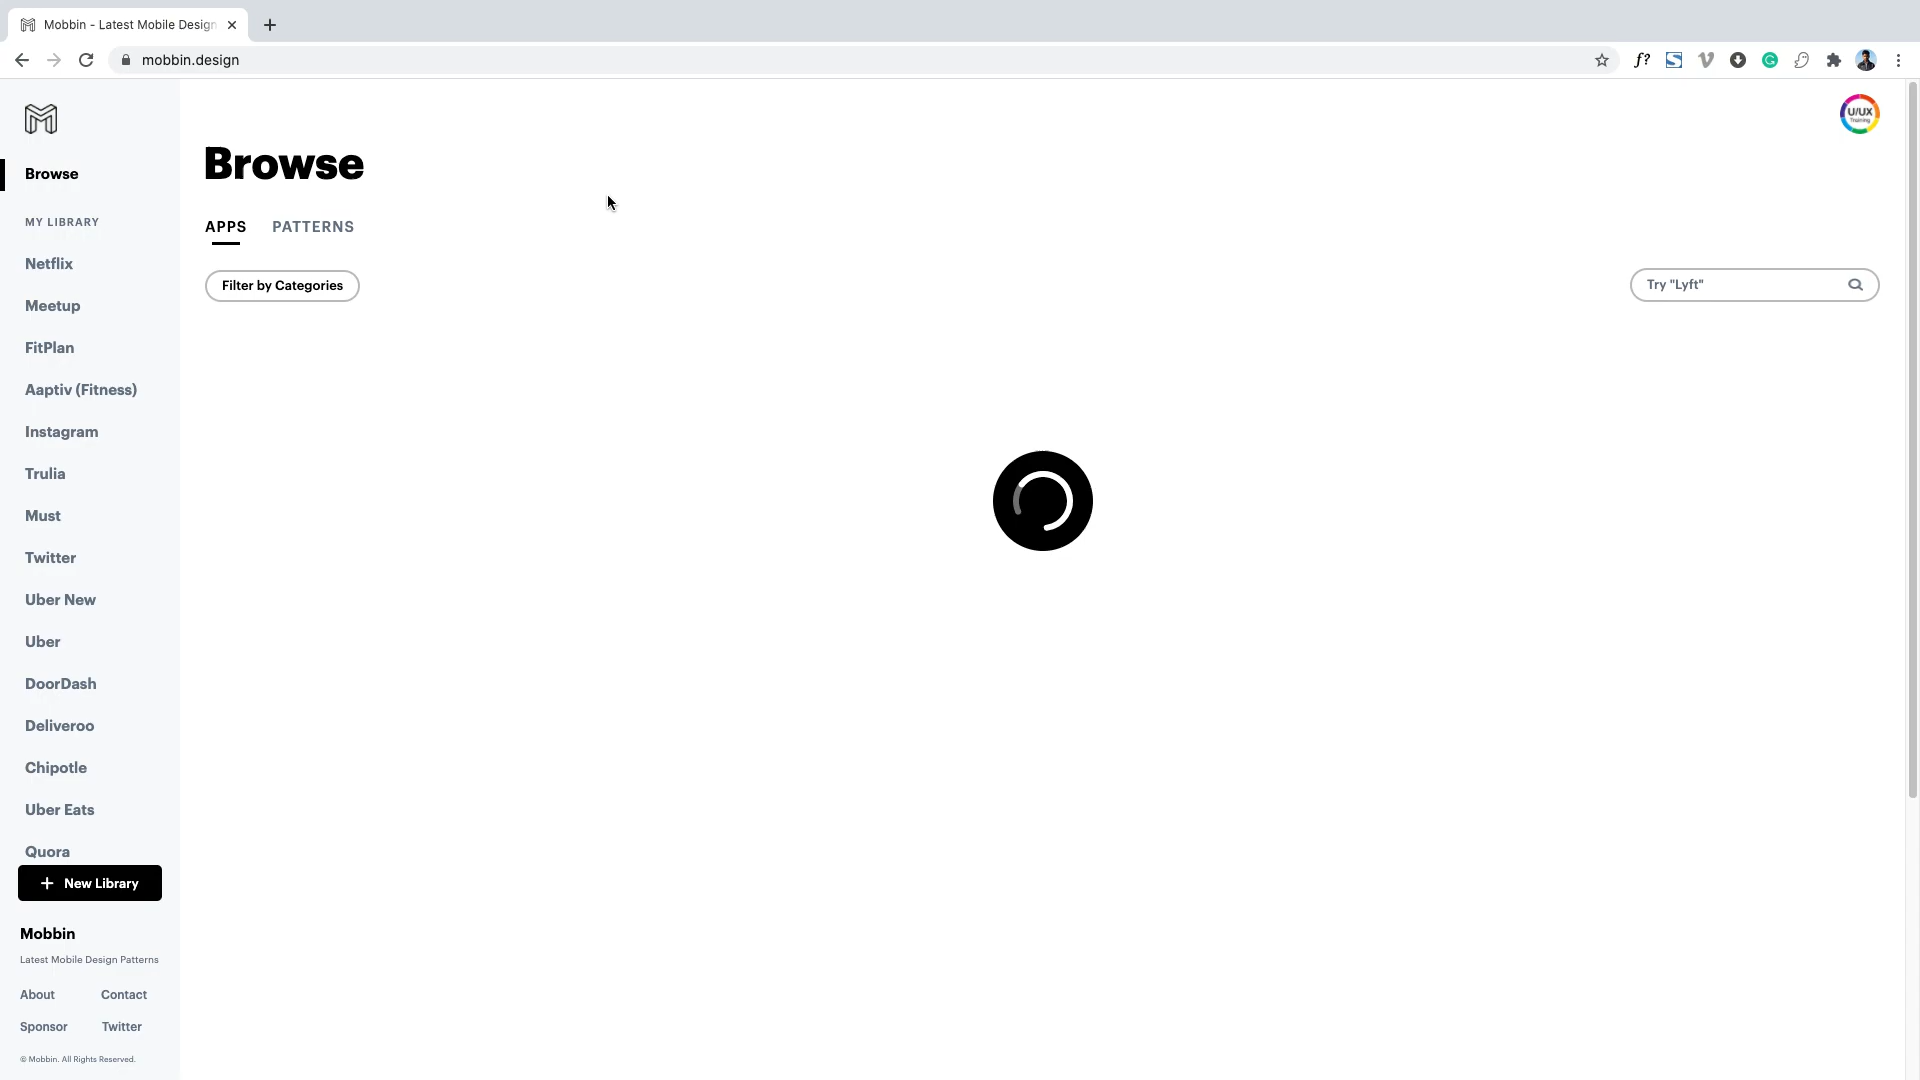 Mobbin - Latest Mobile Design
mobbin.design
f?
U/UX
Training
Browse
MY LIBRARY
Netflix
Meetup
FitPlan
Aaptiv (Fitness)
Instagram
Trulia
Must
Twitter
Uber New
Uber
DoorDash
Deliveroo
Chipotle
Uber Eats
Quora
New Library
Mobbin
Latest Mobile Design Patterns
About Contact
Sponsor Twitter
© Mobbin. All Rights Reserved.
Browse
APPS PATTERNS
Filter by Categories
Try "Lyft"